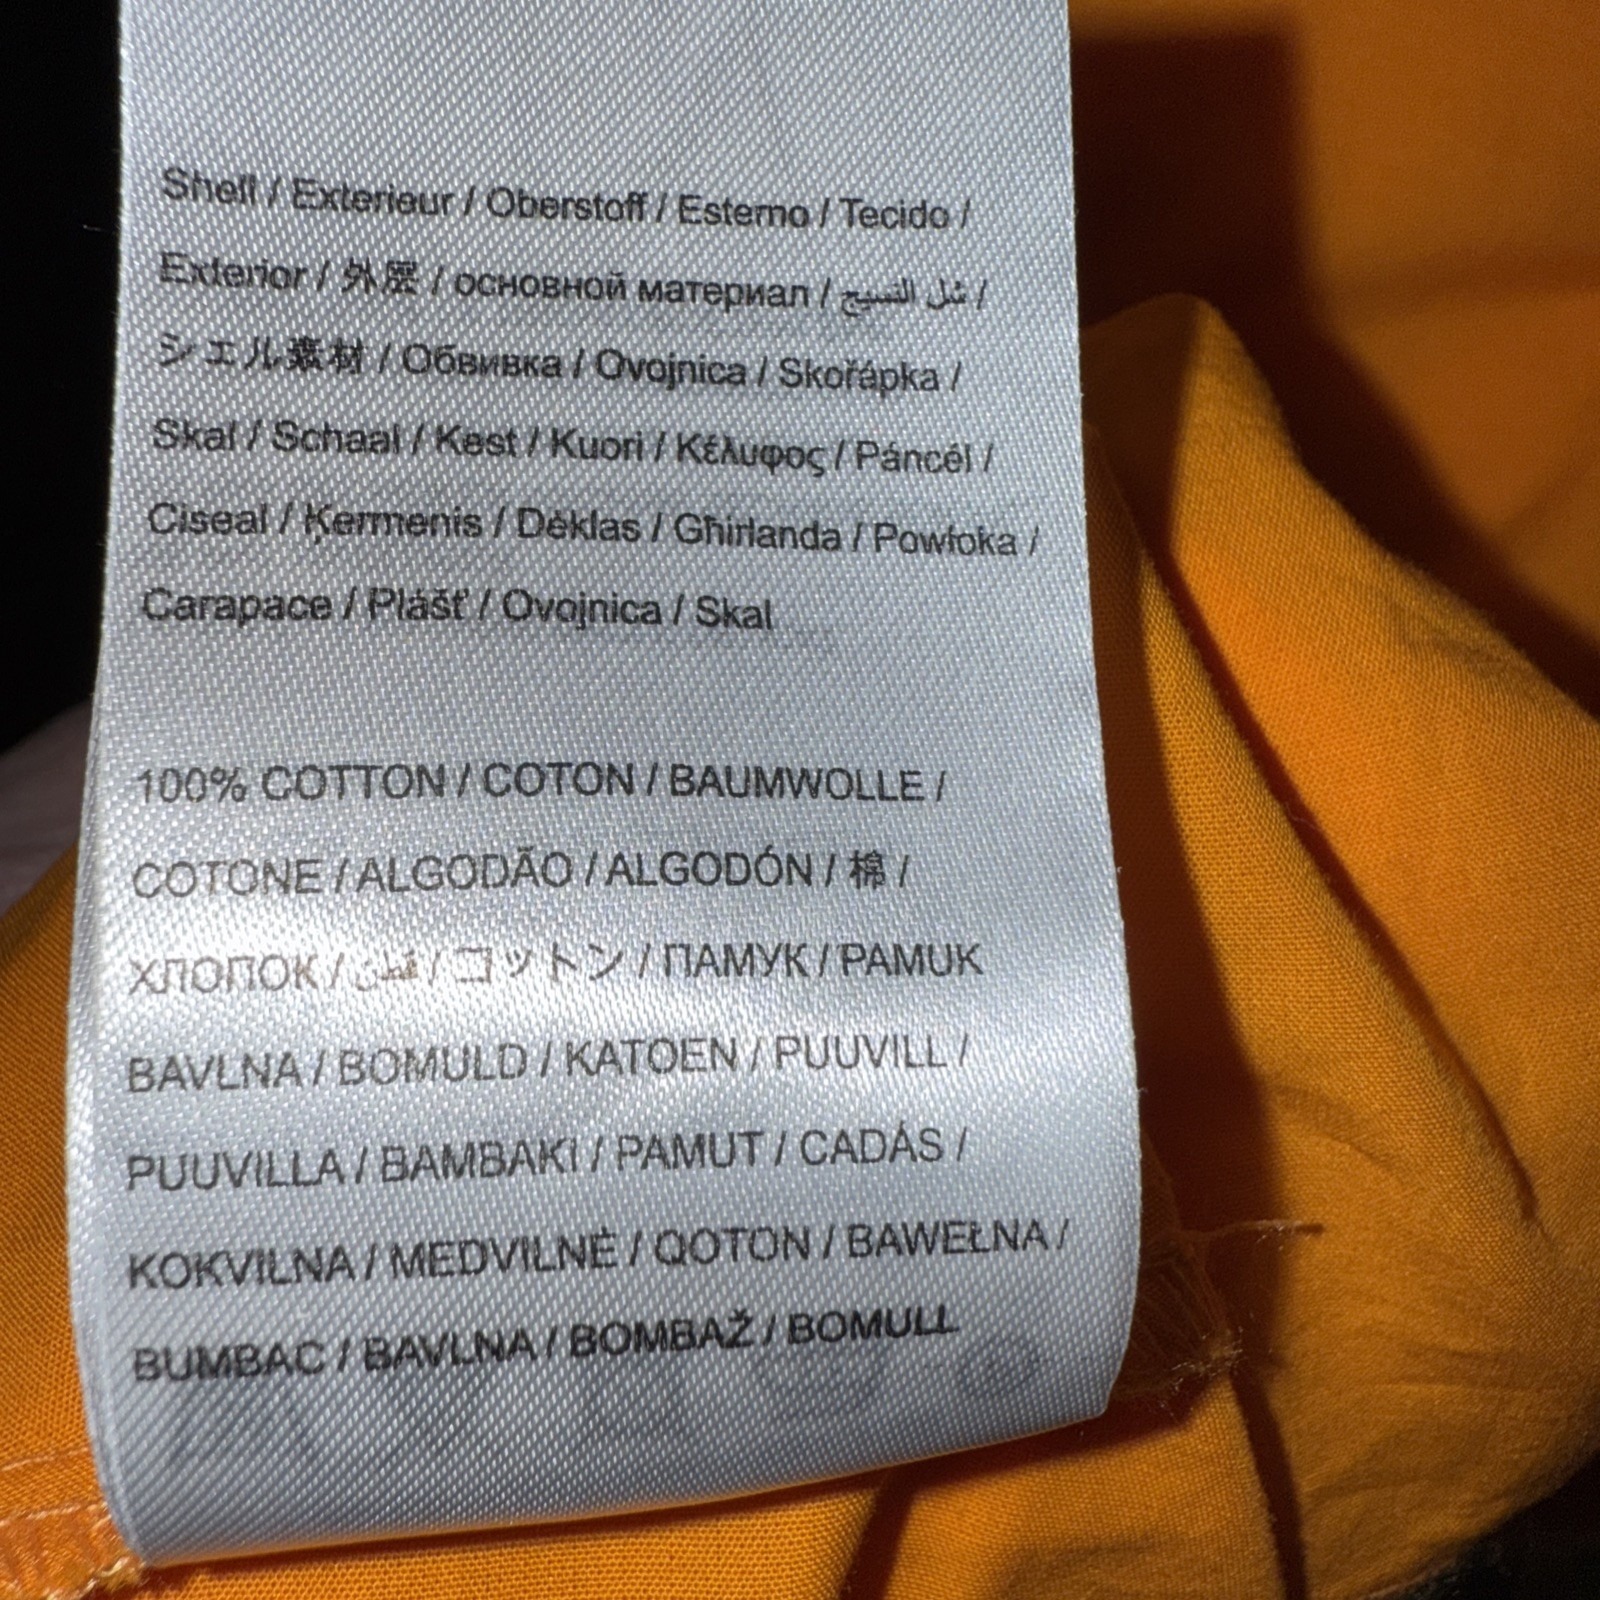 Shell / Exterieur / Oberstoff / Esterno / Tecido /
Exterior / 外层 / основной материал / شل النسيج /
シェル素材 / Обвивка / Ovojnica / Skořápka /
Skal / Schaal / Kest / Kuori / Κέλυφος / Páncél /
Ciseal / Ķermenis / Dėklas / Għirlanda / Powłoka /
Carapace / Plášť / Ovojnica / Skal
100% COTTON / COTON / BAUMWOLLE /
COTONE / ALGODÃO / ALGODÓN / 棉 /
ХЛОПОК / قطن / コットン / ПАМУК / PAMUK
BAVLNA / BOMULD / KATOEN / PUUVILL /
PUUVILLA / BAMBAKI / PAMUT / CADÁS /
KOKVILNA / MEDVILNĖ / QOTON / BAWEŁNA /
BUMBAC / BAVLNA / BOMBAŽ / BOMULL